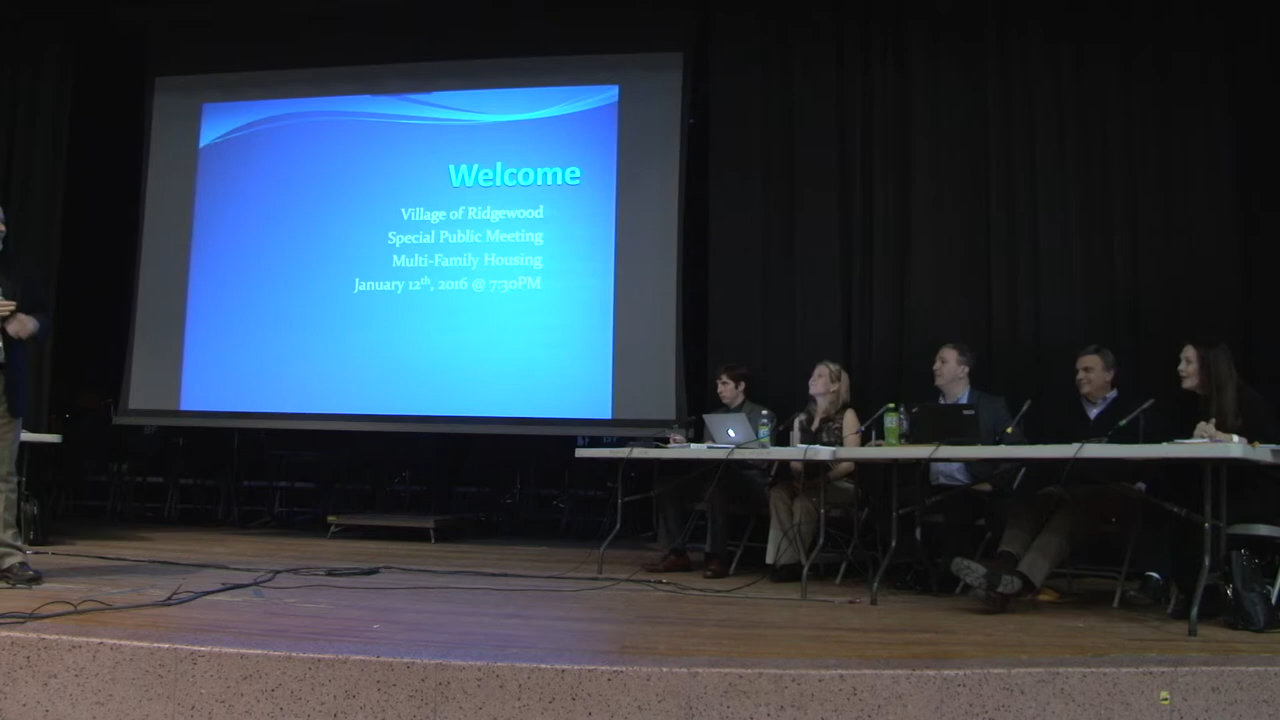 Welcome
Village of Ridgewood
Special Public Meeting
Multi-Family Housing
January 12th, 2016 @ 7:30PM